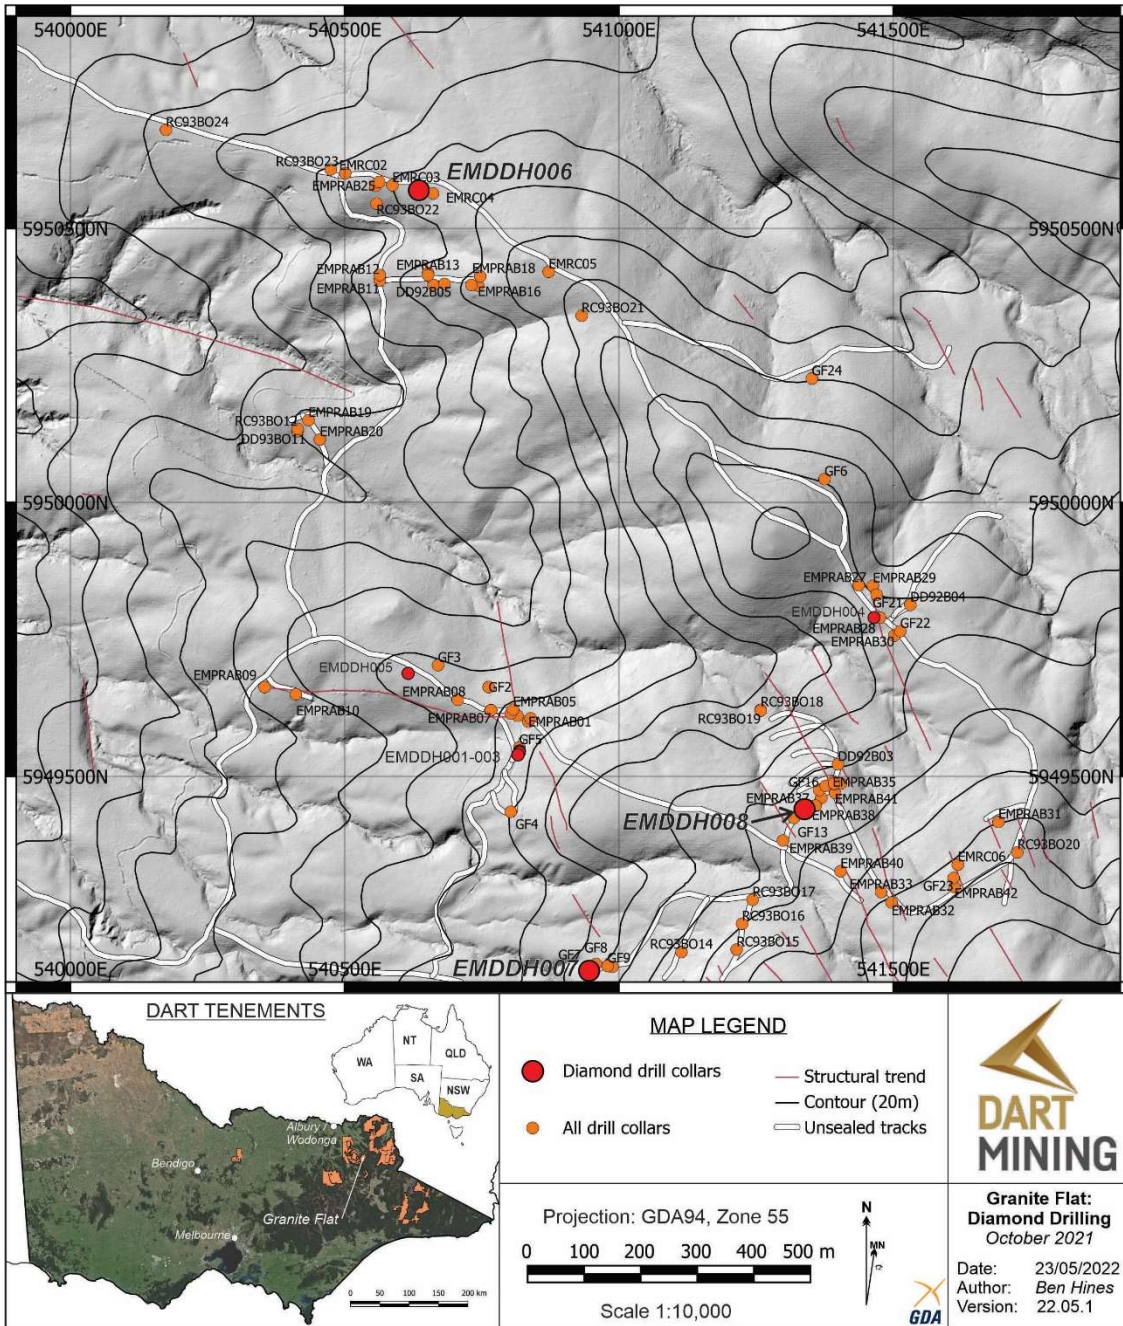 540000E
540500E
541000E
541500E
RC93BO24
RC93BO23
EMRC02
EMDDH006
EMPRAB25
EMRC03
EMRC04
RC93BO22
5950500N
5950500N
EMPRAB12
EMPRAB13
EMPRAB18
EMRC05
EMPRAB11
DD92B05
EMPRAB16
RC93BO21
GF24
EMPRAB19
RC93BO12
DD93BO11
EMPRAB20
GF6
5950000N
5950000N
EMPRAB27
EMPRAB29
DD92B04
EMDDH004
GF21
EMPRAB28
GF22
EMPRAB30
GF3
EMDDH005
EMPRAB09
EMPRAB08
GF2
EMPRAB10
EMPRAB05
EMPRAB07
EMPRAB01
RC93BO18
RC93BO19
GF5
EMDDH001-003
DD92B03
5949500N
5949500N
GF16
EMPRAB35
EMPRAB37
EMPRAB41
EMDDH008
EMPRAB38
GF4
GF13
EMPRAB31
EMPRAB39
RC93BO20
EMPRAB40
EMRC06
EMPRAB33
GF23
EMPRAB42
RC93BO17
EMPRAB32
RC93BO16
RC93BO14
RC93BO15
GF8
GF7
GF9
EMDDH007
540000E
540500E
541000E
541500E
DART TENEMENTS
WA
NT
QLD
SA
NSW
Albury /
Wodonga
Bendigo
Granite Flat
Melbourne
0 50 100 150 200 km
MAP LEGEND
Diamond drill collars
All drill collars
Structural trend
Contour (20m)
Unsealed tracks
Projection: GDA94, Zone 55
0 100 200 300 400 500 m
Scale 1:10,000
N
MN
GDA
DART
MINING
Granite Flat:
Diamond Drilling
October 2021
Date: 23/05/2022
Author: Ben Hines
Version: 22.05.1